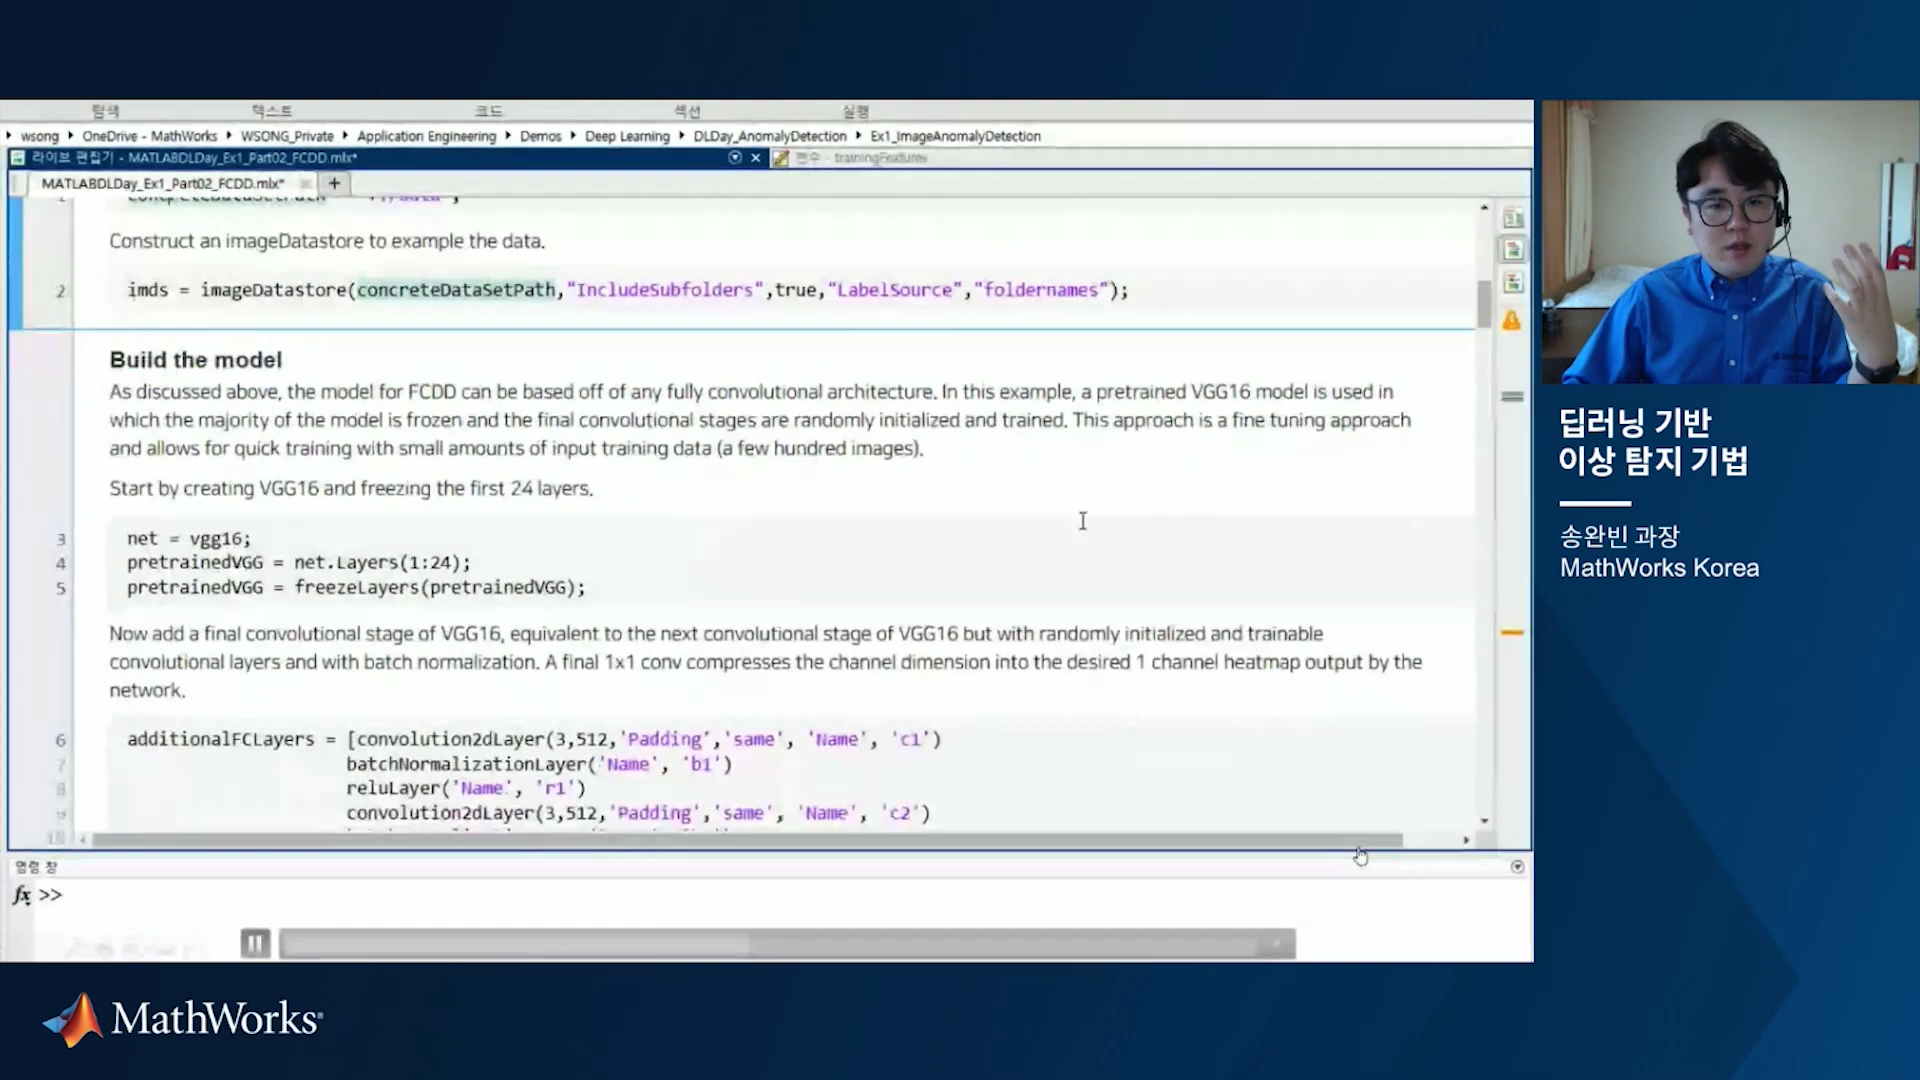 탐색 텍스트 코드 섹션 실행
wsong OneDrive - MathWorks WSONG_Private Application Engineering Demos Deep Learning DLDay_AnomalyDetection Ex1_ImageAnomalyDetection
라이브 편집기 - MATLABDLDay_Ex1_Part02_FCDD.mlx* 변수 - trainingFeatures
MATLABDLDay_Ex1_Part02_FCDD.mlx* +
Construct an imageDatastore to example the data.
2 imds = imageDatastore(concreteDataSetPath,"IncludeSubfolders",true,"LabelSource","foldernames");
Build the model
As discussed above, the model for FCDD can be based off of any fully convolutional architecture. In this example, a pretrained VGG16 model is used in
which the majority of the model is frozen and the final convolutional stages are randomly initialized and trained. This approach is a fine tuning approach
and allows for quick training with small amounts of input training data (a few hundred images).
Start by creating VGG16 and freezing the first 24 layers.
3 net = vgg16;
4 pretrainedVGG = net.Layers(1:24);
5 pretrainedVGG = freezeLayers(pretrainedVGG);
Now add a final convolutional stage of VGG16, equivalent to the next convolutional stage of VGG16 but with randomly initialized and trainable
convolutional layers and with batch normalization. A final 1x1 conv compresses the channel dimension into the desired 1 channel heatmap output by the
network.
6 additionalFCLayers = [convolution2dLayer(3,512,'Padding','same', 'Name', 'c1')
7 batchNormalizationLayer('Name', 'b1')
8 reluLayer('Name', 'r1')
9 convolution2dLayer(3,512,'Padding','same', 'Name', 'c2')
10
명령 창
fx >>
딥러닝 기반
이상 탐지 기법
송완빈 과장
MathWorks Korea
MathWorks®